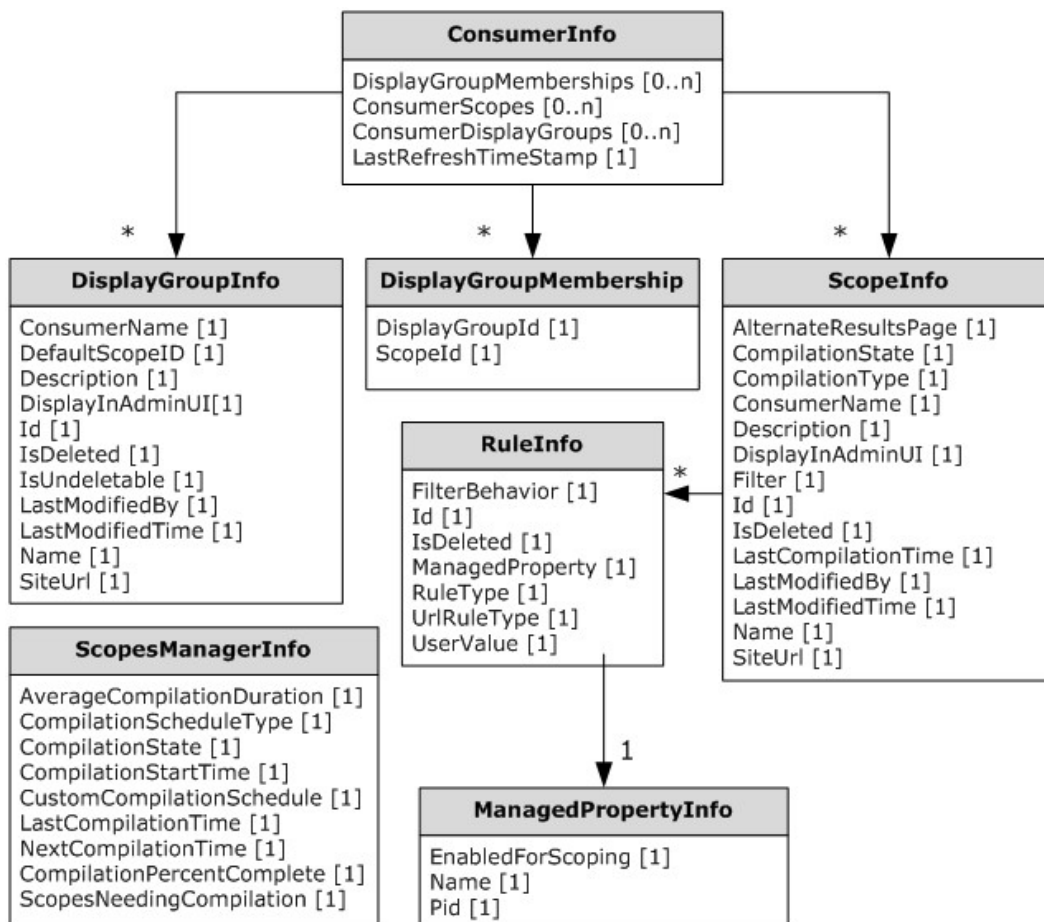 ConsumerInfo
DisplayGroupMemberships [0..n]
ConsumerScopes [0..n]
ConsumerDisplayGroups [0..n]
LastRefreshTimeStamp [1]
*
*
*
DisplayGroupInfo
ConsumerName [1]
DefaultScopeID [1]
Description [1]
DisplayInAdminUI[1]
Id [1]
IsDeleted [1]
IsUndeletable [1]
LastModifiedBy [1]
LastModifiedTime [1]
Name [1]
SiteUrl [1]
DisplayGroupMembership
DisplayGroupId [1]
ScopeId [1]
ScopeInfo
AlternateResultsPage [1]
CompilationState [1]
CompilationType [1]
ConsumerName [1]
Description [1]
DisplayInAdminUI [1]
Filter [1]
Id [1]
IsDeleted [1]
LastCompilationTime [1]
LastModifiedBy [1]
LastModifiedTime [1]
Name [1]
SiteUrl [1]
RuleInfo
*
FilterBehavior [1]
Id [1]
IsDeleted [1]
ManagedProperty [1]
RuleType [1]
UrlRuleType [1]
UserValue [1]
ScopesManagerInfo
AverageCompilationDuration [1]
CompilationScheduleType [1]
CompilationState [1]
CompilationStartTime [1]
CustomCompilationSchedule [1]
LastCompilationTime [1]
NextCompilationTime [1]
CompilationPercentComplete [1]
ScopesNeedingCompilation [1]
1
ManagedPropertyInfo
EnabledForScoping [1]
Name [1]
Pid [1]